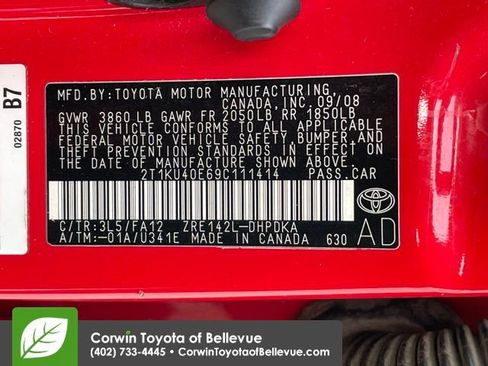 MFD.BY:TOYOTA MOTOR MANUFACTURING,
CANADA, INC. 09/08
GVWR 3860 LB GAWR FR 2050LB RR 1850LB
THIS VEHICLE CONFORMS TO ALL APPLICABLE
FEDERAL MOTOR VEHICLE SAFETY, BUMPER, AND
THEFT PREVENTION STANDARDS IN EFFECT ON THE
DATE OF MANUFACTURE SHOWN ABOVE.
2T1KU40E69C111414 PASS.CAR
C/TR:3L5/FA12 ZRE142L-DHPDKA
A/TM:-01A/U341E MADE IN CANADA 630
AD
TOYOTA
B7
02870
Corwin Toyota of Bellevue
(402) 733-4445 • CorwinToyotaofBellevue.com